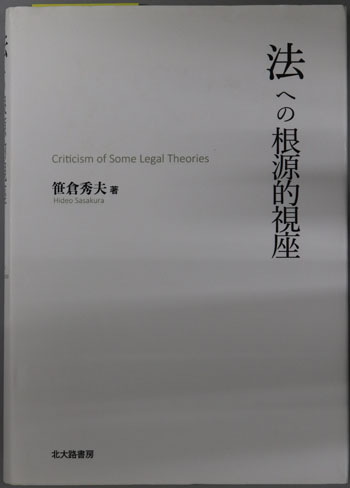 法への根源的視座
Criticism of Some Legal Theories
笹倉秀夫 著
Hideo Sasakura
北大路書房